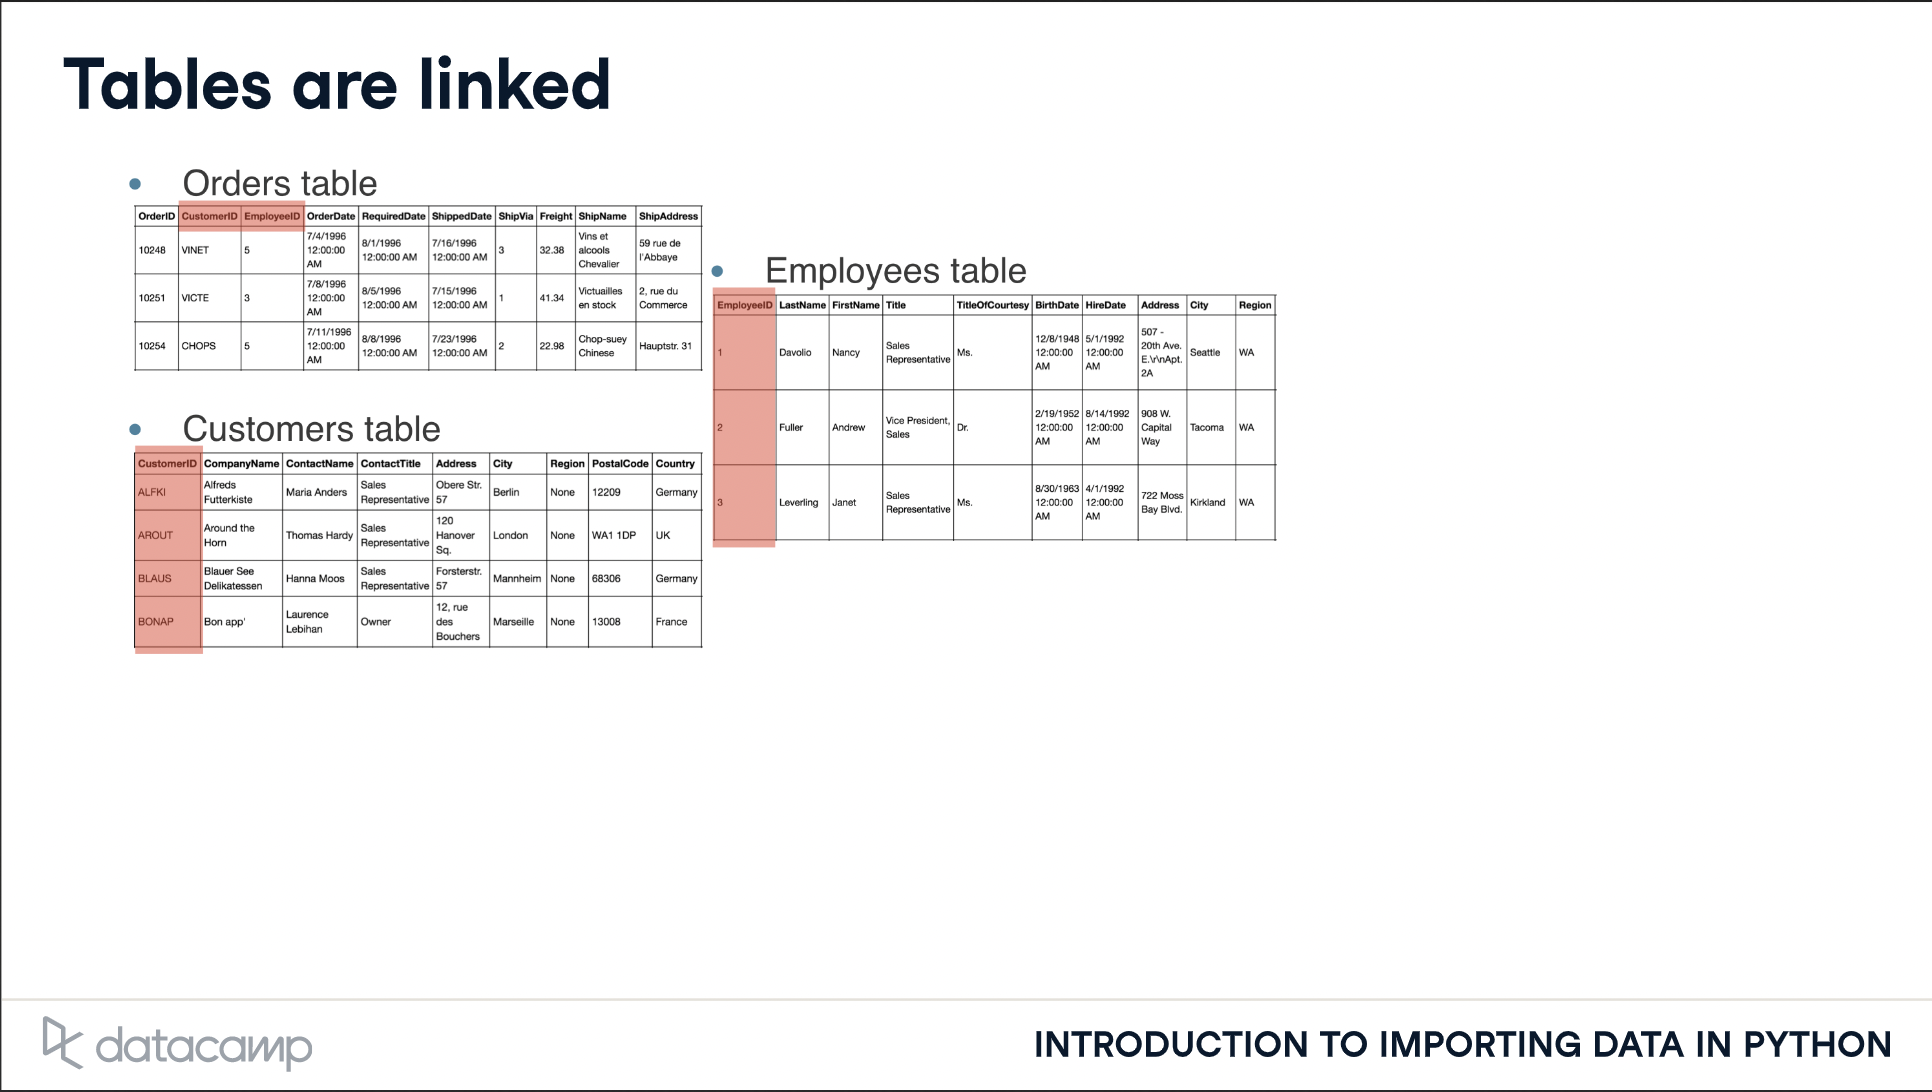 Tables are linked
• Orders table
OrderID CustomerID EmployeeID OrderDate RequiredDate ShippedDate ShipVia Freight ShipName ShipAddress
10248 VINET 5 7/4/1996 12:00:00 AM 8/1/1996 12:00:00 AM 7/16/1996 12:00:00 AM 3 32.38 Vins et alcools Chevalier 59 rue de l'Abbaye
10251 VICTE 3 7/8/1996 12:00:00 AM 8/5/1996 12:00:00 AM 7/15/1996 12:00:00 AM 1 41.34 Victuailles en stock 2, rue du Commerce
10254 CHOPS 5 7/11/1996 12:00:00 AM 8/8/1996 12:00:00 AM 7/23/1996 12:00:00 AM 2 22.98 Chop-suey Chinese Hauptstr. 31
• Customers table
CustomerID CompanyName ContactName ContactTitle Address City Region PostalCode Country
ALFKI Alfreds Futterkiste Maria Anders Sales Representative Obere Str. 57 Berlin None 12209 Germany
AROUT Around the Horn Thomas Hardy Sales Representative 120 Hanover Sq. London None WA1 1DP UK
BLAUS Blauer See Delikatessen Hanna Moos Sales Representative Forsterstr. 57 Mannheim None 68306 Germany
BONAP Bon app' Laurence Lebihan Owner 12, rue des Bouchers Marseille None 13008 France
• Employees table
EmployeeID LastName FirstName Title TitleOfCourtesy BirthDate HireDate Address City Region
1 Davolio Nancy Sales Representative Ms. 12/8/1948 12:00:00 AM 5/1/1992 12:00:00 AM 507 - 20th Ave. E.\r\nApt. 2A Seattle WA
2 Fuller Andrew Vice President, Sales Dr. 2/19/1952 12:00:00 AM 8/14/1992 12:00:00 AM 908 W. Capital Way Tacoma WA
3 Leverling Janet Sales Representative Ms. 8/30/1963 12:00:00 AM 4/1/1992 12:00:00 AM 722 Moss Bay Blvd. Kirkland WA
datacamp
INTRODUCTION TO IMPORTING DATA IN PYTHON